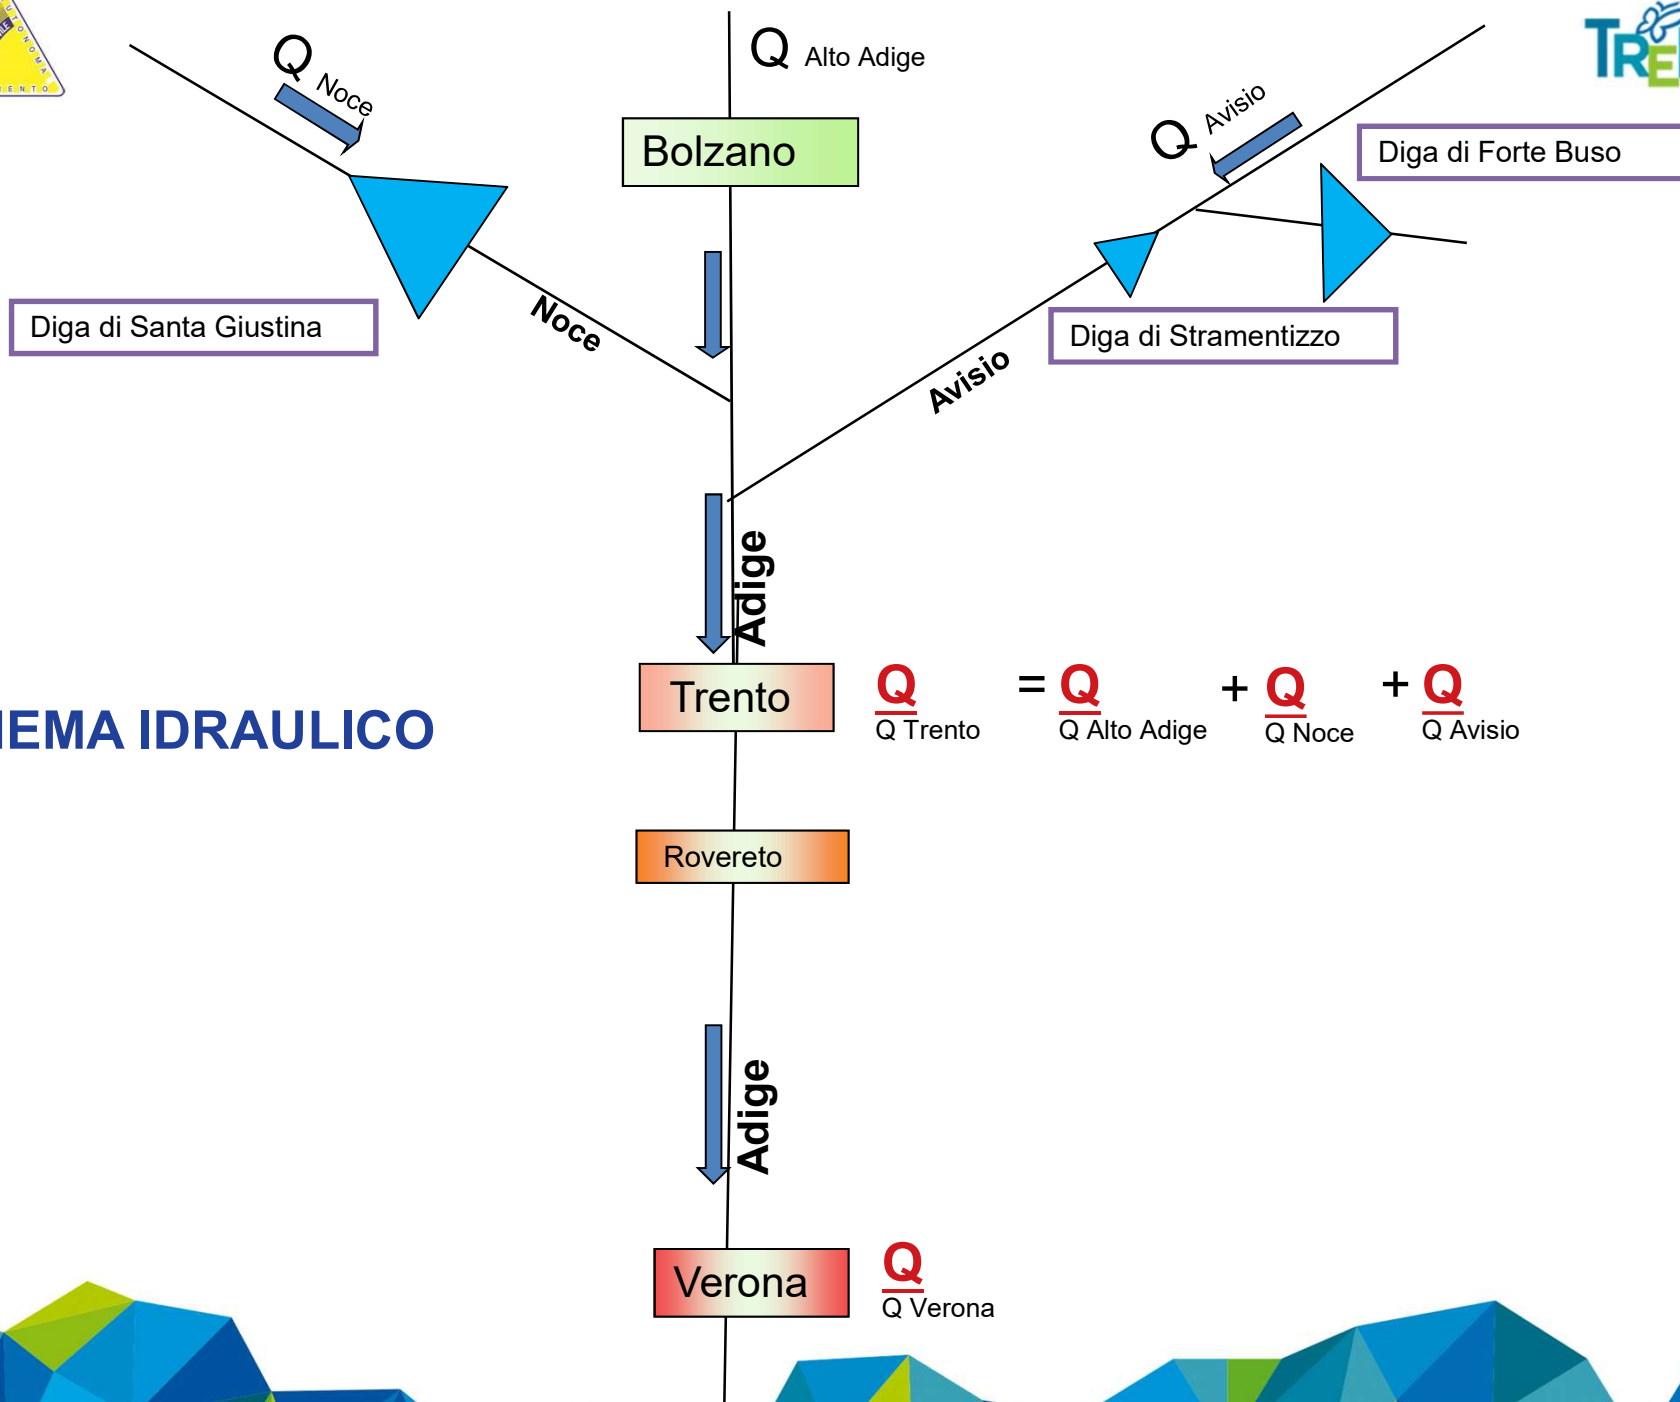 Q Noce
Q Alto Adige
Q Avisio
Bolzano
Diga di Forte Buso
Diga di Santa Giustina
Noce
Diga di Stramentizzo
Avisio
Adige
Trento
Q = Q + Q + Q
Q Trento Q Alto Adige Q Noce Q Avisio
IDRAULICO
Rovereto
Adige
Verona
Q
Q Verona